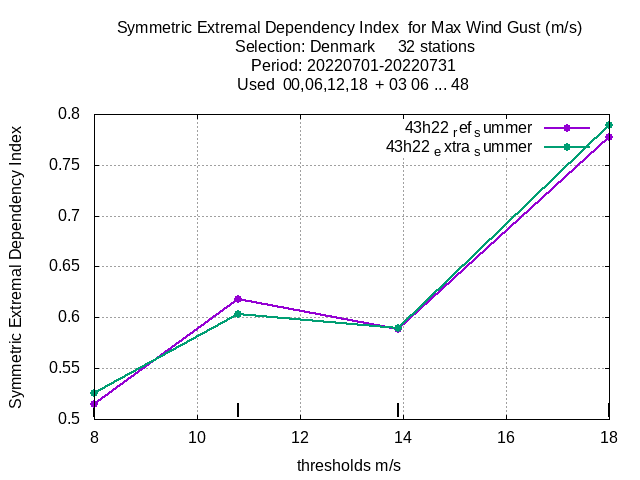 Symmetric Extremal Dependency Index  for Max Wind Gust (m/s)
Selection: Denmark     32 stations
Period: 20220701-20220731
Used  00,06,12,18  + 03 06 ... 48
43h22 ref summer
43h22 extra summer
Symmetric Extremal Dependency Index
0.8
0.75
0.7
0.65
0.6
0.55
0.5
8 10 12 14 16 18
thresholds m/s